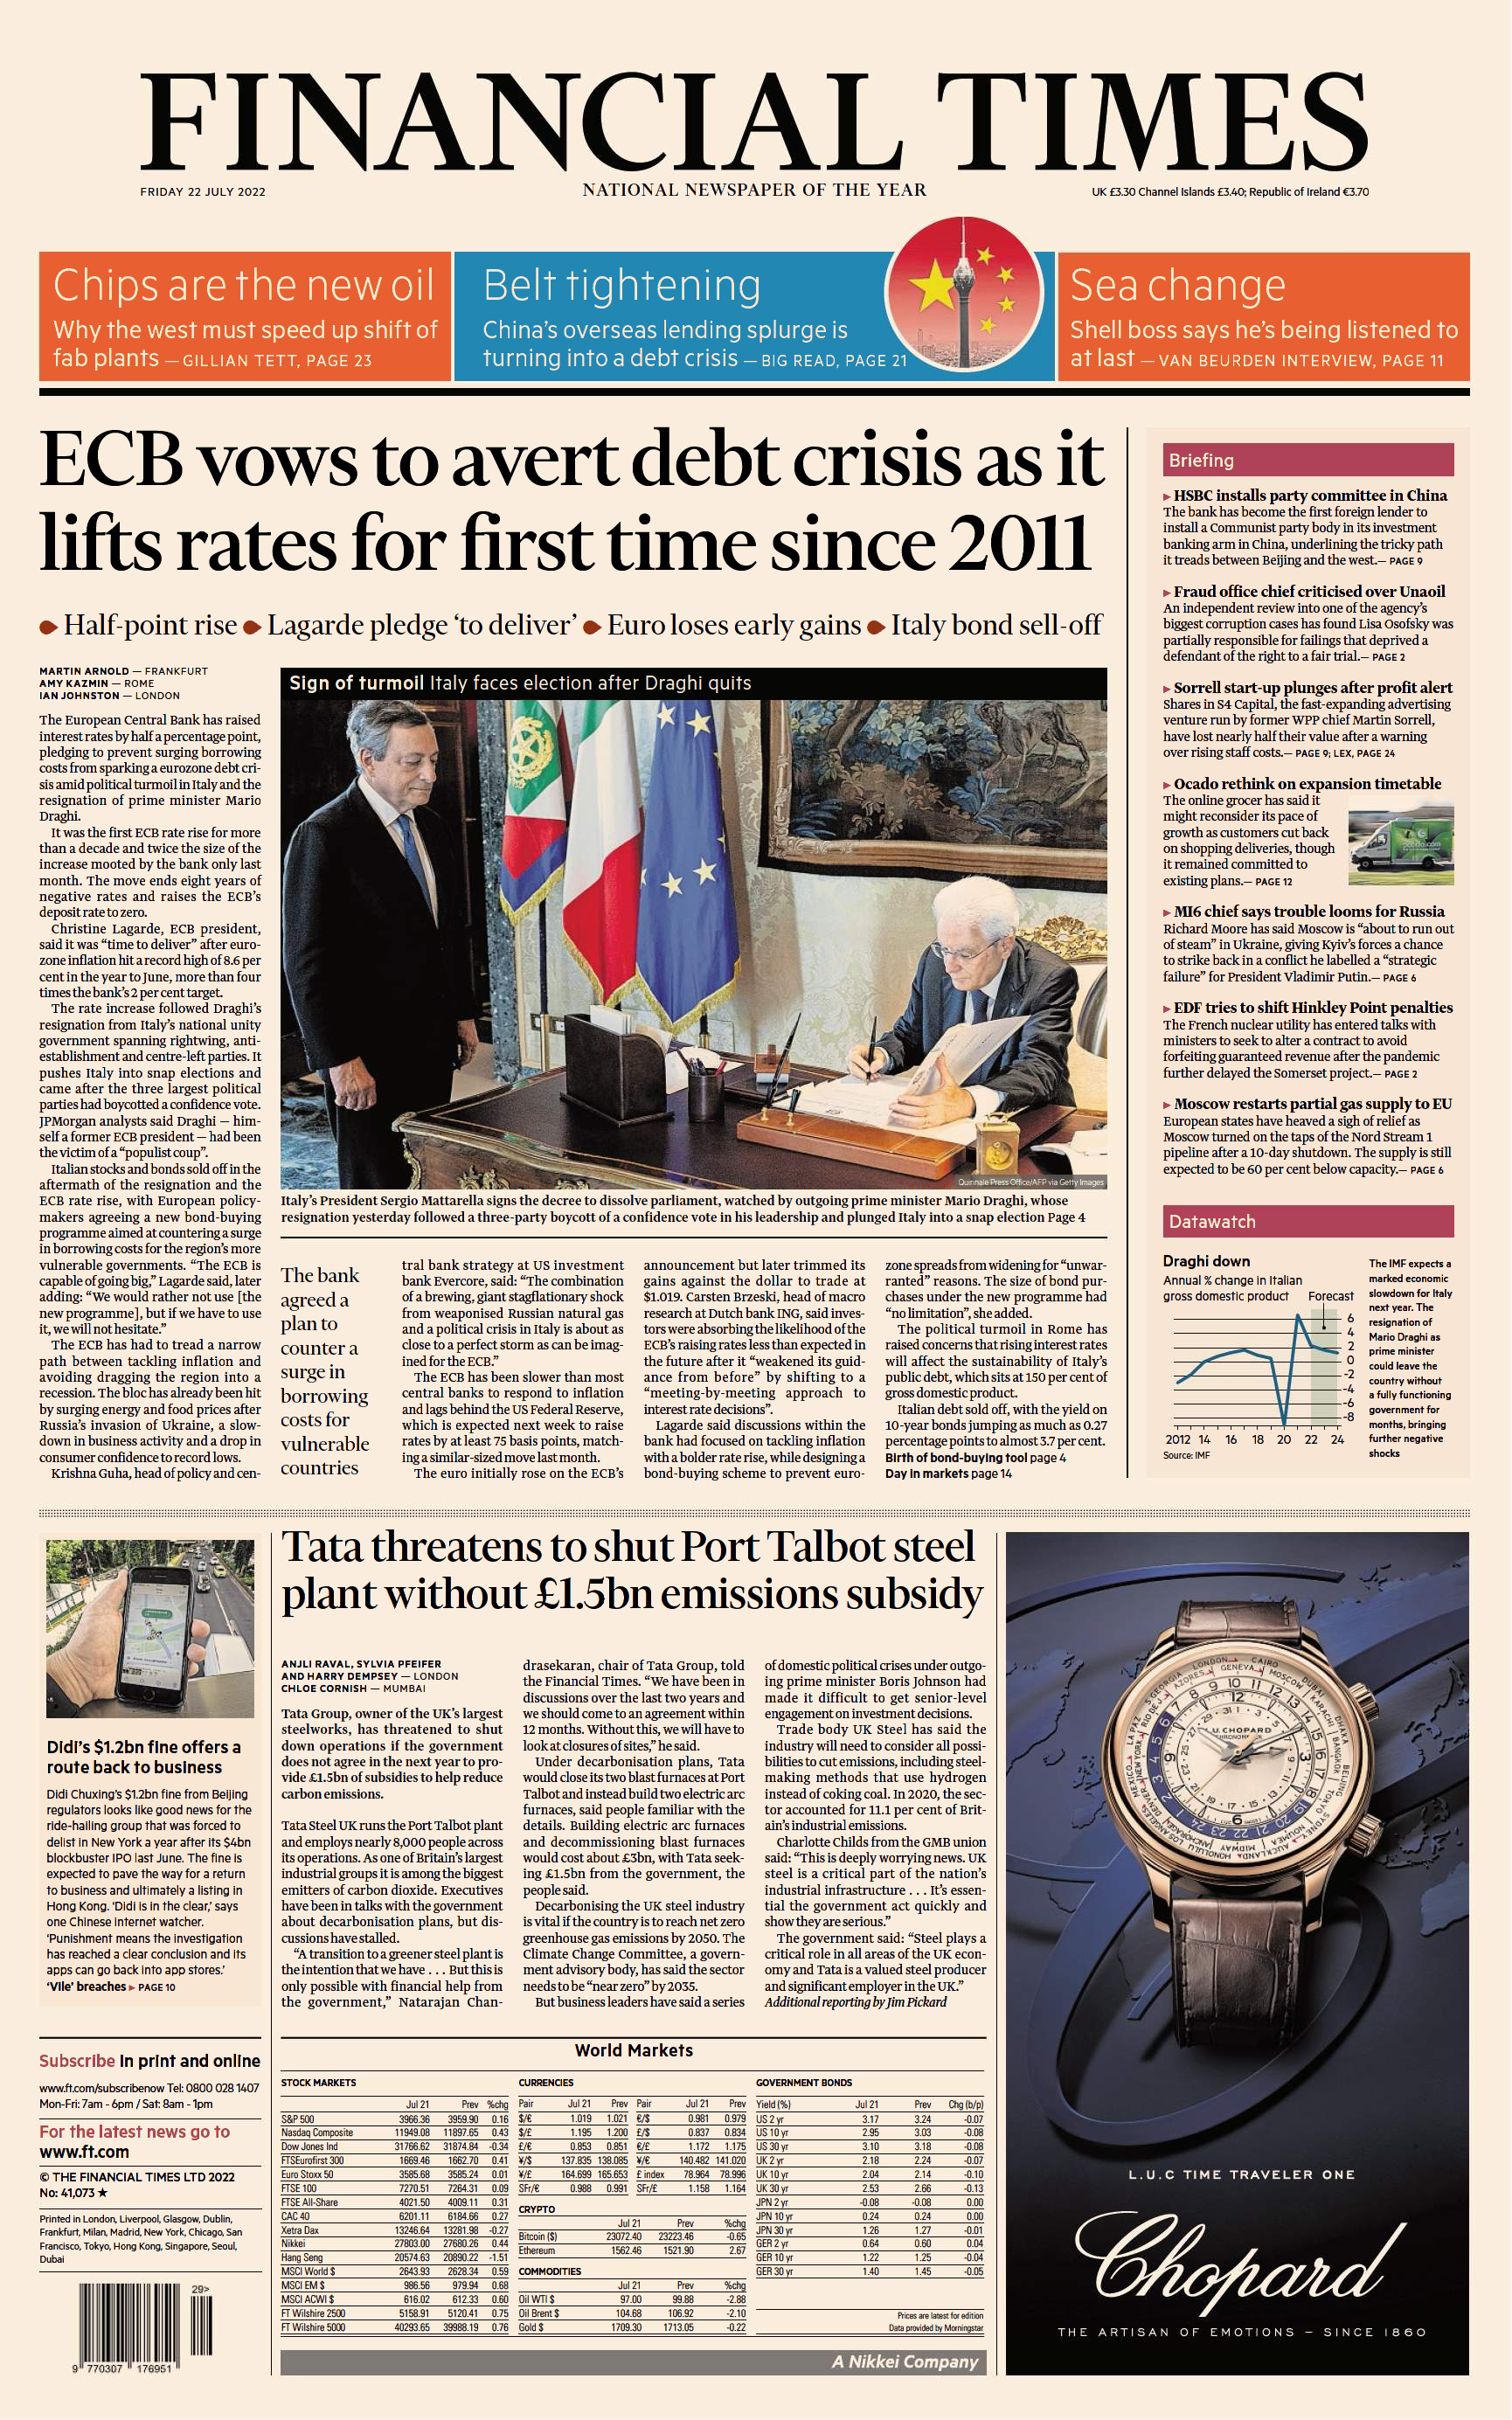 FINANCIAL TIMES
FRIDAY 22 JULY 2022
NATIONAL NEWSPAPER OF THE YEAR
UK £3.30 Channel Islands £3.40; Republic of Ireland €3.70
Chips are the new oil
Why the west must speed up shift of
fab plants — GILLIAN TETT, PAGE 23
Belt tightening
China's overseas lending splurge is
turning into a debt crisis — BIG READ, PAGE 21
Sea change
Shell boss says he's being listened to
at last — VAN BEURDEN INTERVIEW, PAGE 11
ECB vows to avert debt crisis as it
lifts rates for first time since 2011
Half-point rise Lagarde pledge 'to deliver' Euro loses early gains Italy bond sell-off
MARTIN ARNOLD — FRANKFURT
AMY KAZMIN — ROME
IAN JOHNSTON — LONDON
The European Central Bank has raised
interest rates by half a percentage point,
pledging to prevent surging borrowing
costs from sparking a eurozone debt cri-
sis amid political turmoil in Italy and the
resignation of prime minister Mario
Draghi.
It was the first ECB rate rise for more
than a decade and twice the size of the
increase mooted by the bank only last
month. The move ends eight years of
negative rates and raises the ECB's
deposit rate to zero.
Christine Lagarde, ECB president,
said it was "time to deliver" after euro-
zone inflation hit a record high of 8.6 per
cent in the year to June, more than four
times the bank's 2 per cent target.
The rate increase followed Draghi's
resignation from Italy's national unity
government spanning rightwing, anti-
establishment and centre-left parties. It
pushes Italy into snap elections and
came after the three largest political
parties had boycotted a confidence vote.
JPMorgan analysts said Draghi — him-
self a former ECB president — had been
the victim of a "populist coup".
Italian stocks and bonds sold off in the
aftermath of the resignation and the
ECB rate rise, with European policy-
makers agreeing a new bond-buying
programme aimed at countering a surge
in borrowing costs for the region's more
vulnerable governments. "The ECB is
capable of going big," Lagarde said, later
adding: "We would rather not use [the
new programme], but if we have to use
it, we will not hesitate."
The ECB has had to tread a narrow
path between tackling inflation and
avoiding dragging the region into a
recession. The bloc has already been hit
by surging energy and food prices after
Russia's invasion of Ukraine, a slow-
down in business activity and a drop in
consumer confidence to record lows.
Krishna Guha, head of policy and cen-
Sign of turmoil Italy faces election after Draghi quits
Quirinale Press Office/AFP via Getty Images
Italy's President Sergio Mattarella signs the decree to dissolve parliament, watched by outgoing prime minister Mario Draghi, whose
resignation yesterday followed a three-party boycott of a confidence vote in his leadership and plunged Italy into a snap election Page 4
The bank
agreed a
plan to
counter a
surge in
borrowing
costs for
vulnerable
countries
tral bank strategy at US investment
bank Evercore, said: "The combination
of a brewing, giant stagflationary shock
from weaponised Russian natural gas
and a political crisis in Italy is about as
close to a perfect storm as can be imag-
ined for the ECB."
The ECB has been slower than most
central banks to respond to inflation
and lags behind the US Federal Reserve,
which is expected next week to raise
rates by at least 75 basis points, match-
ing a similar-sized move last month.
The euro initially rose on the ECB's
announcement but later trimmed its
gains against the dollar to trade at
$1.019. Carsten Brzeski, head of macro
research at Dutch bank ING, said inves-
tors were absorbing the likelihood of the
ECB's raising rates less than expected in
the future after it "weakened its guid-
ance from before" by shifting to a
"meeting-by-meeting approach to
interest rate decisions".
Lagarde said discussions within the
bank had focused on tackling inflation
with a bolder rate rise, while designing a
bond-buying scheme to prevent euro-
zone spreads from widening for "unwar-
ranted" reasons. The size of bond pur-
chases under the new programme had
"no limitation", she added.
The political turmoil in Rome has
raised concerns that rising interest rates
will affect the sustainability of Italy's
public debt, which sits at 150 per cent of
gross domestic product.
Italian debt sold off, with the yield on
10-year bonds jumping as much as 0.27
percentage points to almost 3.7 per cent.
Birth of bond-buying tool page 4
Day in markets page 14
Briefing
HSBC installs party committee in China
The bank has become the first foreign lender to
install a Communist party body in its investment
banking arm in China, underlining the tricky path
it treads between Beijing and the west.— PAGE 9
Fraud office chief criticised over Unaoil
An independent review into one of the agency's
biggest corruption cases has found Lisa Osofsky was
partially responsible for failings that deprived a
defendant of the right to a fair trial.— PAGE 2
Sorrell start-up plunges after profit alert
Shares in S4 Capital, the fast-expanding advertising
venture run by former WPP chief Martin Sorrell,
have lost nearly half their value after a warning
over rising staff costs.— PAGE 9; LEX, PAGE 24
Ocado rethink on expansion timetable
The online grocer has said it
might reconsider its pace of
growth as customers cut back
on shopping deliveries, though
it remained committed to
existing plans.— PAGE 12
MI6 chief says trouble looms for Russia
Richard Moore has said Moscow is "about to run out
of steam" in Ukraine, giving Kyiv's forces a chance
to strike back in a conflict he labelled a "strategic
failure" for President Vladimir Putin.— PAGE 6
EDF tries to shift Hinkley Point penalties
The French nuclear utility has entered talks with
ministers to seek to alter a contract to avoid
forfeiting guaranteed revenue after the pandemic
further delayed the Somerset project.— PAGE 2
Moscow restarts partial gas supply to EU
European states have heaved a sigh of relief as
Moscow turned on the taps of the Nord Stream 1
pipeline after a 10-day shutdown. The supply is still
expected to be 60 per cent below capacity.— PAGE 6
Datawatch
Draghi down
Annual % change in Italian
gross domestic product
Forecast
6
4
2
0
-2
-4
-6
-8
2012 14 16 18 20 22 24
Source: IMF
The IMF expects a
marked economic
slowdown for Italy
next year. The
resignation of
Mario Draghi as
prime minister
could leave the
country without
a fully functioning
government for
months, bringing
further negative
shocks
Didi's $1.2bn fine offers a
route back to business
Didi Chuxing's $1.2bn fine from Beijing
regulators looks like good news for the
ride-hailing group that was forced to
delist in New York a year after its $4bn
blockbuster IPO last June. The fine is
expected to pave the way for a return
to business and ultimately a listing in
Hong Kong. 'Didi is in the clear,' says
one Chinese internet watcher.
'Punishment means the investigation
has reached a clear conclusion and its
apps can go back into app stores.'
'Vile' breaches PAGE 10
Tata threatens to shut Port Talbot steel
plant without £1.5bn emissions subsidy
ANJLI RAVAL, SYLVIA PFEIFER
AND HARRY DEMPSEY — LONDON
CHLOE CORNISH — MUMBAI
Tata Group, owner of the UK's largest
steelworks, has threatened to shut
down operations if the government
does not agree in the next year to pro-
vide £1.5bn of subsidies to help reduce
carbon emissions.
Tata Steel UK runs the Port Talbot plant
and employs nearly 8,000 people across
its operations. As one of Britain's largest
industrial groups it is among the biggest
emitters of carbon dioxide. Executives
have been in talks with the government
about decarbonisation plans, but dis-
cussions have stalled.
"A transition to a greener steel plant is
the intention that we have . . . But this is
only possible with financial help from
the government," Natarajan Chan-
drasekaran, chair of Tata Group, told
the Financial Times. "We have been in
discussions over the last two years and
we should come to an agreement within
12 months. Without this, we will have to
look at closures of sites," he said.
Under decarbonisation plans, Tata
would close its two blast furnaces at Port
Talbot and instead build two electric arc
furnaces, said people familiar with the
details. Building electric arc furnaces
and decommissioning blast furnaces
would cost about £3bn, with Tata seek-
ing £1.5bn from the government, the
people said.
Decarbonising the UK steel industry
is vital if the country is to reach net zero
greenhouse gas emissions by 2050. The
Climate Change Committee, a govern-
ment advisory body, has said the sector
needs to be "near zero" by 2035.
But business leaders have said a series
of domestic political crises under outgo-
ing prime minister Boris Johnson had
made it difficult to get senior-level
engagement on investment decisions.
Trade body UK Steel has said the
industry will need to consider all possi-
bilities to cut emissions, including steel-
making methods that use hydrogen
instead of coking coal. In 2020, the sec-
tor accounted for 11.1 per cent of Brit-
ain's industrial emissions.
Charlotte Childs from the GMB union
said: "This is deeply worrying news. UK
steel is a critical part of the nation's
industrial infrastructure . . . It's essen-
tial the government act quickly and
show they are serious."
The government said: "Steel plays a
critical role in all areas of the UK econ-
omy and Tata is a valued steel producer
and significant employer in the UK."
Additional reporting by Jim Pickard
Subscribe In print and online
www.ft.com/subscribenow Tel: 0800 028 1407
Mon-Fri: 7am - 6pm / Sat: 8am - 1pm
For the latest news go to
www.ft.com
© THE FINANCIAL TIMES LTD 2022
No: 41,073 ★
Printed in London, Liverpool, Glasgow, Dublin,
Frankfurt, Milan, Madrid, New York, Chicago, San
Francisco, Tokyo, Hong Kong, Singapore, Seoul,
Dubai
29>
9 770307 176951
World Markets
STOCK MARKETS
Jul 21 Prev %chg
S&P 500 3966.36 3959.90 0.16
Nasdaq Composite 11949.08 11897.65 0.43
Dow Jones Ind 31766.62 31874.84 -0.34
FTSEurofirst 300 1669.46 1662.70 0.41
Euro Stoxx 50 3585.68 3585.24 0.01
FTSE 100 7270.51 7264.31 0.09
FTSE All-Share 4021.50 4009.11 0.31
CAC 40 6201.11 6184.66 0.27
Xetra Dax 13246.64 13281.98 -0.27
Nikkei 27803.00 27680.26 0.44
Hang Seng 20574.63 20890.22 -1.51
MSCI World $ 2643.93 2628.34 0.59
MSCI EM $ 986.56 979.94 0.68
MSCI ACWI $ 616.02 612.33 0.60
FT Wilshire 2500 5158.91 5120.41 0.75
FT Wilshire 5000 40293.65 39988.19 0.76
CURRENCIES
Pair Jul 21 Prev Pair Jul 21 Prev
$/€ 1.019 1.021 €/$ 0.981 0.979
$/£ 1.195 1.200 £/$ 0.837 0.834
£/€ 0.853 0.851 €/£ 1.172 1.175
¥/$ 137.835 138.085 ¥/€ 140.482 141.020
¥/£ 164.699 165.653 £ index 78.964 78.996
SFr/€ 0.988 0.991 SFr/£ 1.158 1.164
CRYPTO
Jul 21 Prev %chg
Bitcoin ($) 23072.40 23223.46 -0.65
Ethereum 1562.46 1521.90 2.67
COMMODITIES
Jul 21 Prev %chg
Oil WTI $ 97.00 99.88 -2.88
Oil Brent $ 104.68 106.92 -2.10
Gold $ 1709.30 1713.05 -0.22
GOVERNMENT BONDS
Yield (%) Jul 21 Prev Chg (b/p)
US 2 yr 3.17 3.24 -0.07
US 10 yr 2.95 3.03 -0.08
US 30 yr 3.10 3.18 -0.08
UK 2 yr 2.18 2.24 -0.07
UK 10 yr 2.04 2.14 -0.10
UK 30 yr 2.53 2.66 -0.13
JPN 2 yr -0.08 -0.08 0.00
JPN 10 yr 0.24 0.24 0.00
JPN 30 yr 1.26 1.27 -0.01
GER 2 yr 0.64 0.60 0.04
GER 10 yr 1.22 1.25 -0.04
GER 30 yr 1.40 1.45 -0.05
Prices are latest for edition
Data provided by Morningstar
A Nikkei Company
L.U.CHOPARD
L.U.C TIME TRAVELER ONE
Chopard
THE ARTISAN OF EMOTIONS – SINCE 1860